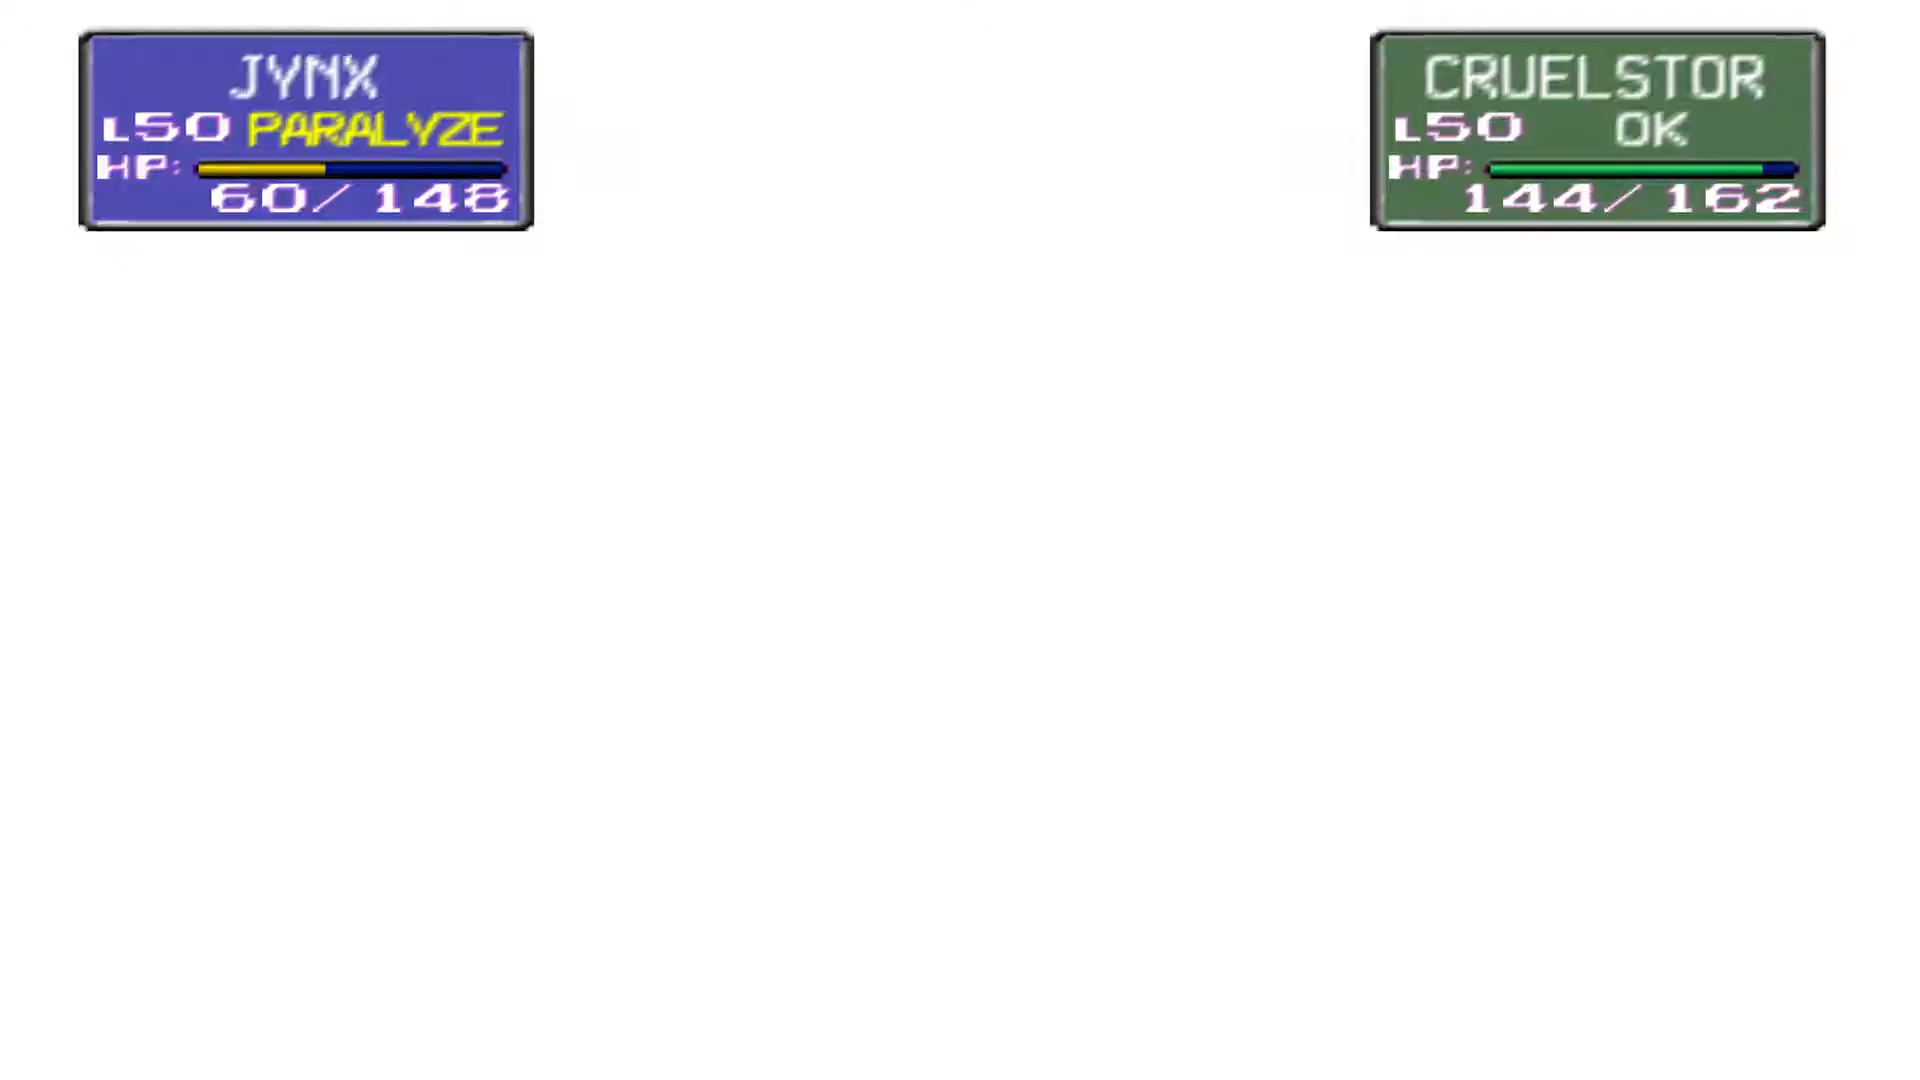 JYNX
L50 PARALYZE
HP:
60/148
CRUELSTOR
L50 OK
HP:
144/162